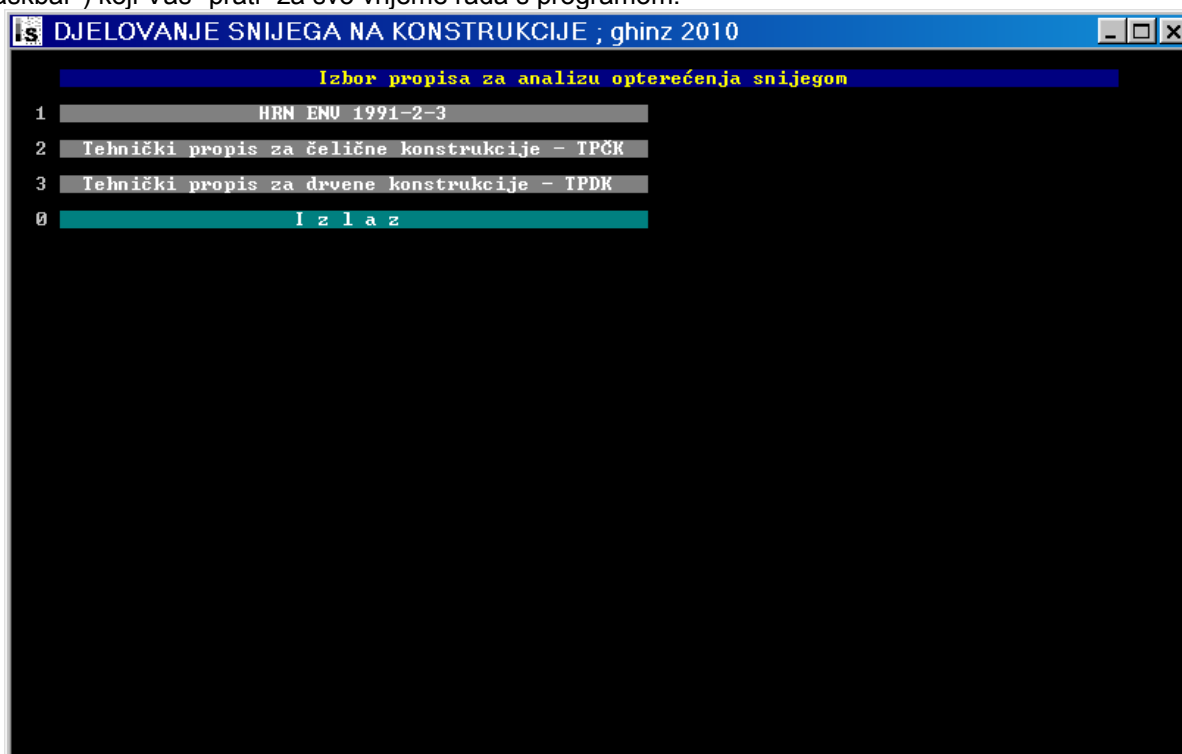 koji Vas "prati" za svo vrijeme rada s programom.
DJELOVANJE SNIJEGA NA KONSTRUKCIJE ; ghinz 2010
Izbor propisa za analizu opterećenja snijegom
1 HRN ENV 1991-2-3
2 Tehnički propis za čelične konstrukcije - TPČK
3 Tehnički propis za drvene konstrukcije - TPDK
0 I z l a z